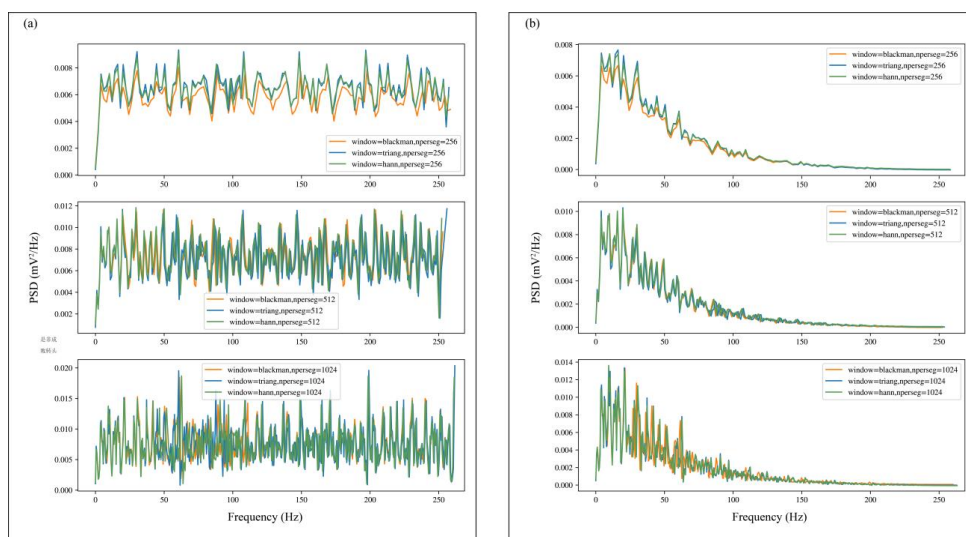 (a)
0.008
0.006
0.004
0.002
0.000
window=blackman,nperseg=256
window=triang,nperseg=256
window=hann,nperseg=256
0 50 100 150 200 250
0.012
0.010
0.008
0.006
0.004
0.002
window=blackman,nperseg=512
window=triang,nperseg=512
window=hann,nperseg=512
0 50 100 150 200 250
PSD (mV²/Hz)
0.020
0.015
0.010
0.005
0.000
window=blackman,nperseg=1024
window=triang,nperseg=1024
window=hann,nperseg=1024
0 50 100 150 200 250
Frequency (Hz)
(b)
0.008
0.006
0.004
0.002
0.000
window=blackman,nperseg=256
window=triang,nperseg=256
window=hann,nperseg=256
0 50 100 150 200 250
0.010
0.008
0.006
0.004
0.002
0.000
window=blackman,nperseg=512
window=triang,nperseg=512
window=hann,nperseg=512
0 50 100 150 200 250
PSD (mV²/Hz)
0.014
0.012
0.010
0.008
0.006
0.004
0.002
0.000
window=blackman,nperseg=1024
window=triang,nperseg=1024
window=hann,nperseg=1024
0 50 100 150 200 250
Frequency (Hz)